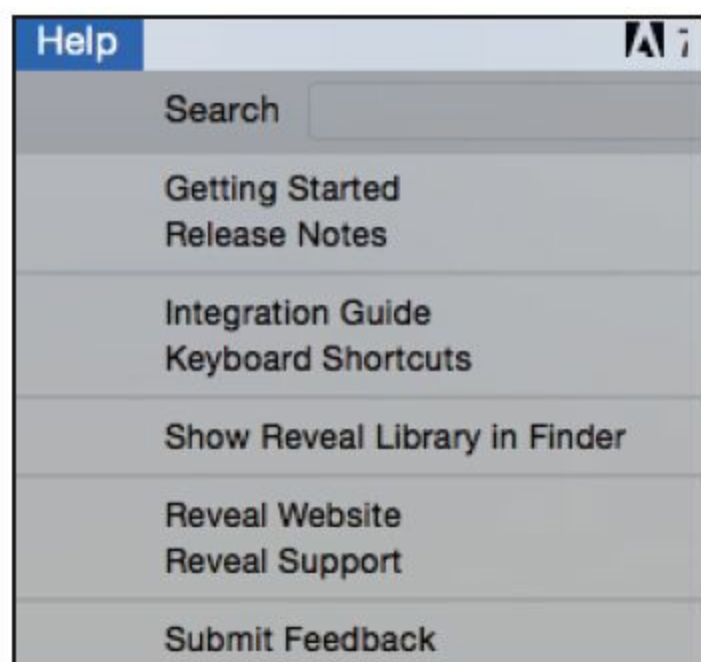 Help
Search
Getting Started
Release Notes
Integration Guide
Keyboard Shortcuts
Show Reveal Library in Finder
Reveal Website
Reveal Support
Submit Feedback